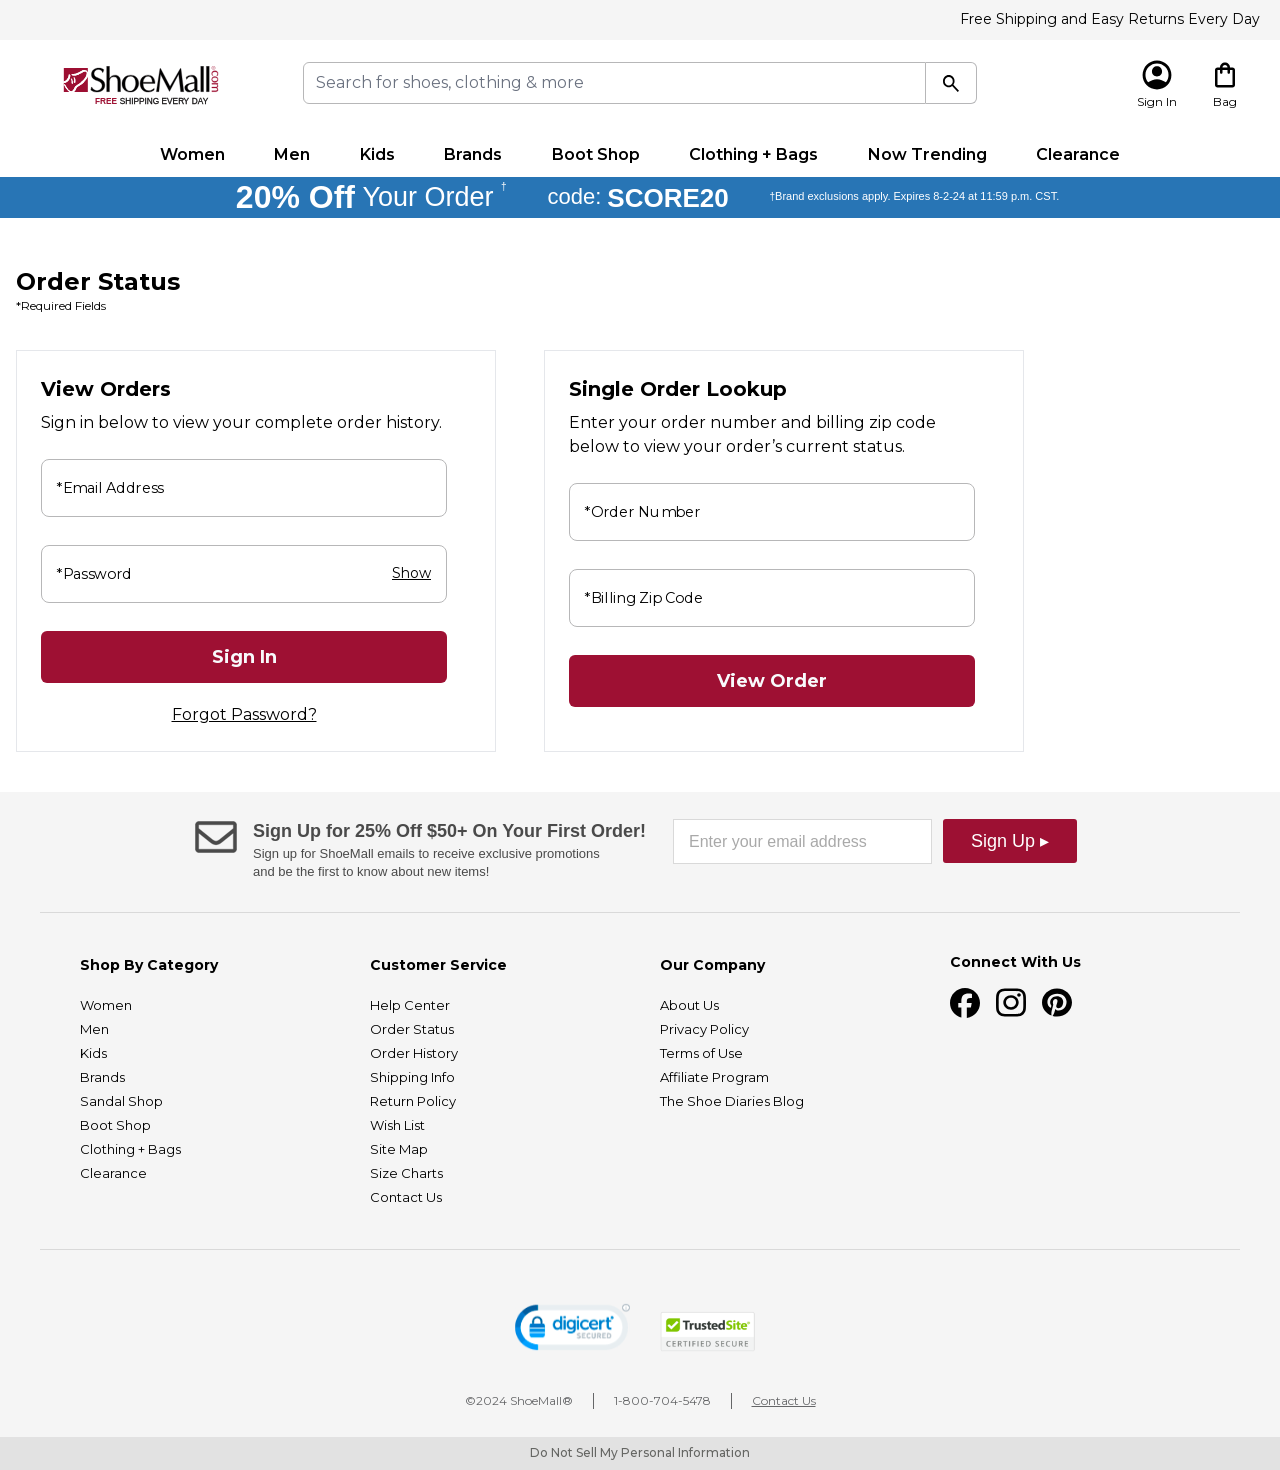 Free Shipping and Easy Returns Every Day
ShoeMall®.com
FREE SHIPPING EVERY DAY
Search for shoes, clothing & more
Sign In
Bag
Women Men Kids Brands Boot Shop Clothing + Bags Now Trending Clearance
20% Off Your Order † code: SCORE20 †Brand exclusions apply. Expires 8-2-24 at 11:59 p.m. CST.
Order Status
*Required Fields
View Orders
Sign in below to view your complete order history.
*Email Address
*Password Show
Sign In
Forgot Password?
Single Order Lookup
Enter your order number and billing zip code
below to view your order’s current status.
*Order Number
*Billing Zip Code
View Order
Sign Up for 25% Off $50+ On Your First Order!
Sign up for ShoeMall emails to receive exclusive promotions
and be the first to know about new items!
Enter your email address
Sign Up ▸
Shop By Category
Women
Men
Kids
Brands
Sandal Shop
Boot Shop
Clothing + Bags
Clearance
Customer Service
Help Center
Order Status
Order History
Shipping Info
Return Policy
Wish List
Site Map
Size Charts
Contact Us
Our Company
About Us
Privacy Policy
Terms of Use
Affiliate Program
The Shoe Diaries Blog
Connect With Us
digicert®
SECURED
TrustedSite®
CERTIFIED SECURE
©2024 ShoeMall® 1-800-704-5478 Contact Us
Do Not Sell My Personal Information